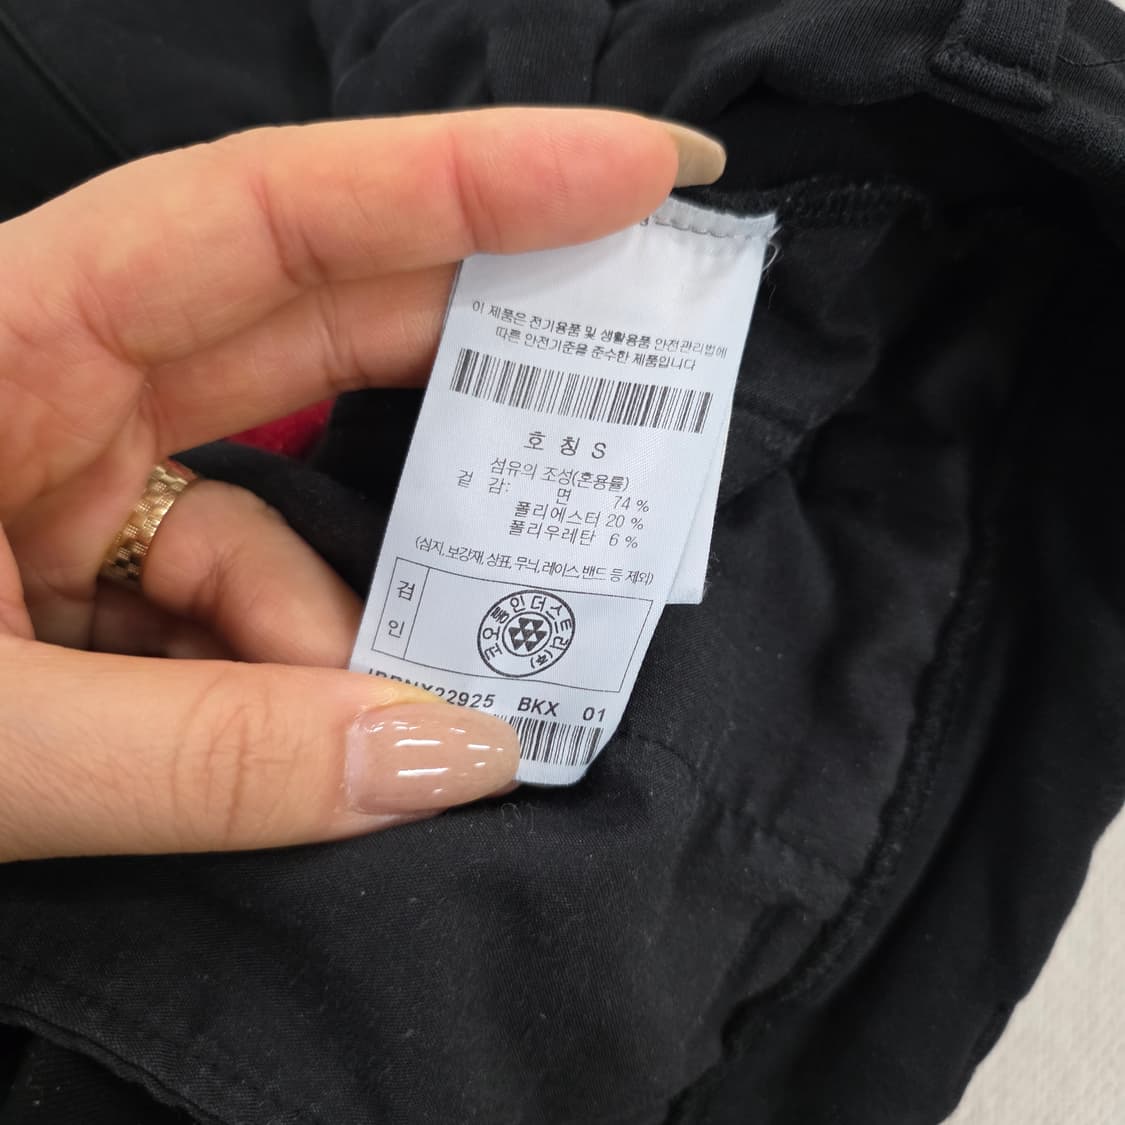 이 제품은 전기용품 및 생활용품 안전관리법에
따른 안전기준을 준수한 제품입니다
호 칭 S
섬유의 조성(혼용률)
겉 감: 면 74 %
폴리에스터 20 %
폴리우레탄 6 %
(심지,보강재,상표,무늬,레이스,밴드 등 제외)
검
인
코오롱인더스트리(주)
22925 BKX 01